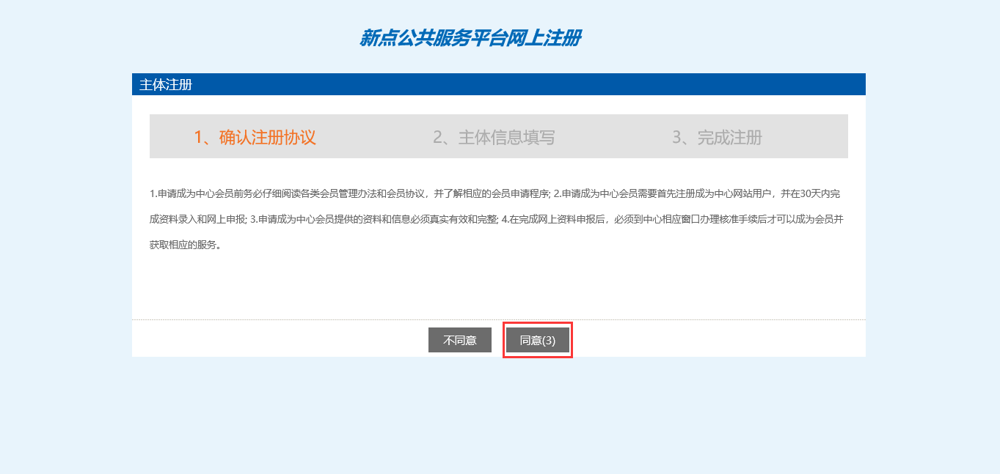 新点公共服务平台网上注册
主体注册
1、确认注册协议
2、主体信息填写
3、完成注册
1.申请成为中心会员前务必仔细阅读各类会员管理办法和会员协议，并了解相应的会员申请程序; 2.申请成为中心会员需要首先注册成为中心网站用户，并在30天内完
成资料录入和网上申报; 3.申请成为中心会员提供的资料和信息必须真实有效和完整; 4.在完成网上资料申报后，必须到中心相应窗口办理核准手续后才可以成为会员并
获取相应的服务。
不同意
同意(3)